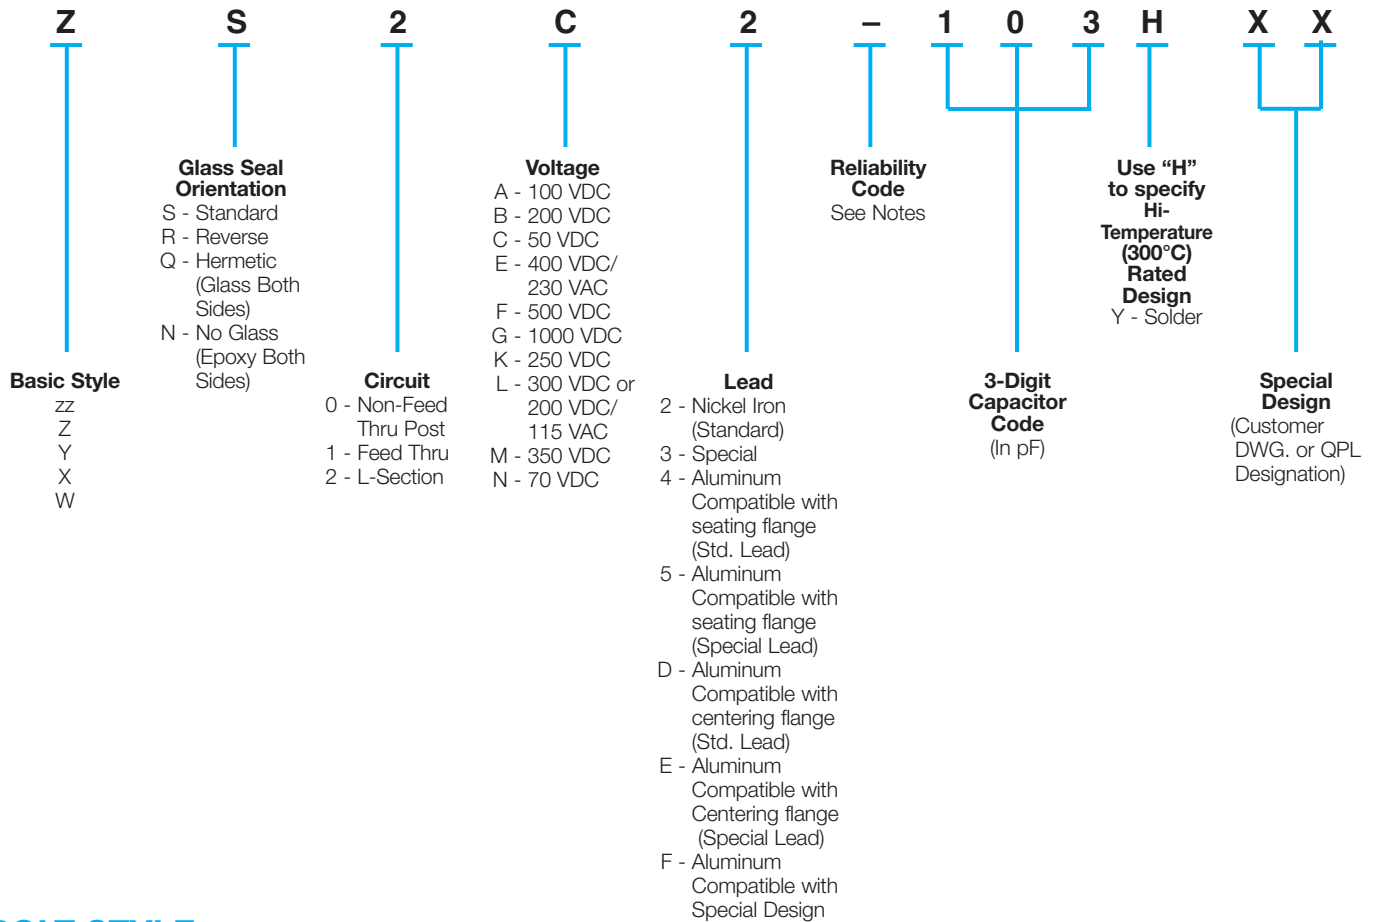 Z S 2 C 2 – 1 0 3 H X X
Glass Seal
Orientation
S - Standard
R - Reverse
Q - Hermetic
(Glass Both
Sides)
N - No Glass
(Epoxy Both
Sides)
Voltage
A - 100 VDC
B - 200 VDC
C - 50 VDC
E - 400 VDC/
230 VAC
F - 500 VDC
G - 1000 VDC
K - 250 VDC
L - 300 VDC or
200 VDC/
115 VAC
M - 350 VDC
N - 70 VDC
Reliability
Code
See Notes
Use “H”
to specify
Hi-
Temperature
(300°C)
Rated
Design
Y - Solder
Basic Style
zz
Z
Y
X
W
Circuit
0 - Non-Feed
Thru Post
1 - Feed Thru
2 - L-Section
Lead
2 - Nickel Iron
(Standard)
3 - Special
4 - Aluminum
Compatible with
seating flange
(Std. Lead)
5 - Aluminum
Compatible with
seating flange
(Special Lead)
D - Aluminum
Compatible with
centering flange
(Std. Lead)
E - Aluminum
Compatible with
Centering flange
(Special Lead)
F - Aluminum
Compatible with
Special Design
3-Digit
Capacitor
Code
(In pF)
Special
Design
(Customer
DWG. or QPL
Designation)